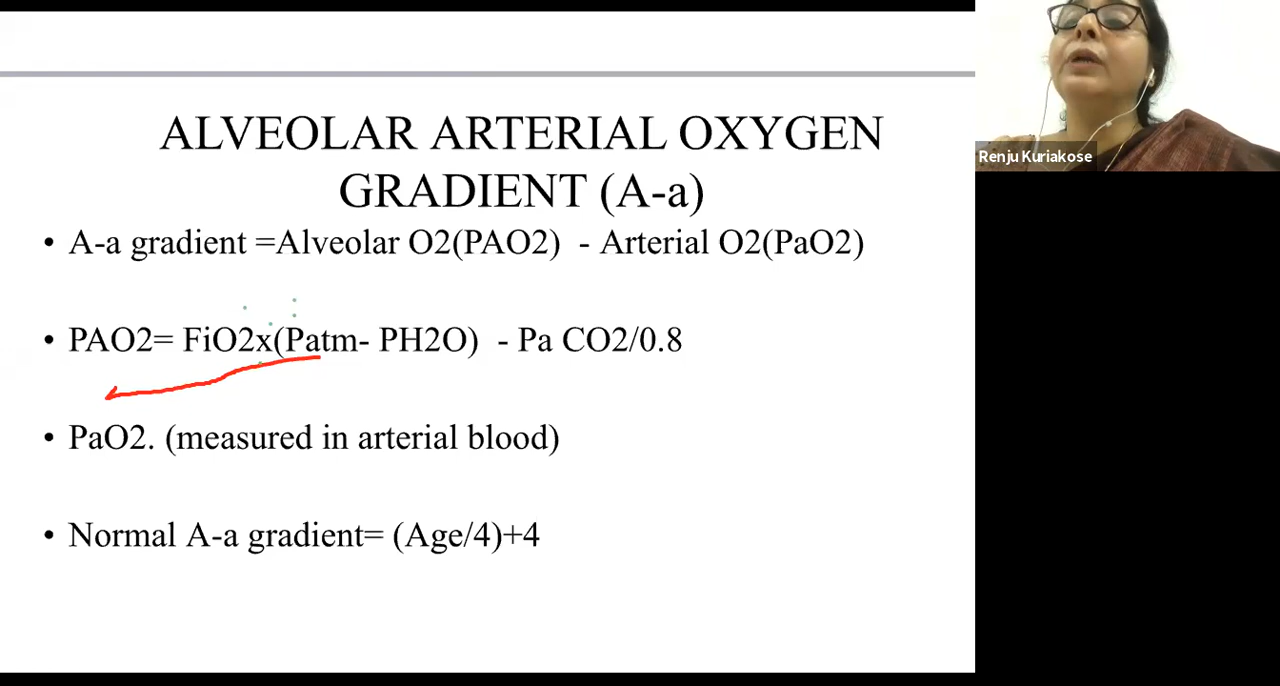 ALVEOLAR ARTERIAL OXYGEN
GRADIENT (A-a)
• A-a gradient =Alveolar O2(PAO2) - Arterial O2(PaO2)
• PAO2= FiO2x(Patm- PH2O) - Pa CO2/0.8
• PaO2. (measured in arterial blood)
• Normal A-a gradient= (Age/4)+4
Renju Kuriakose